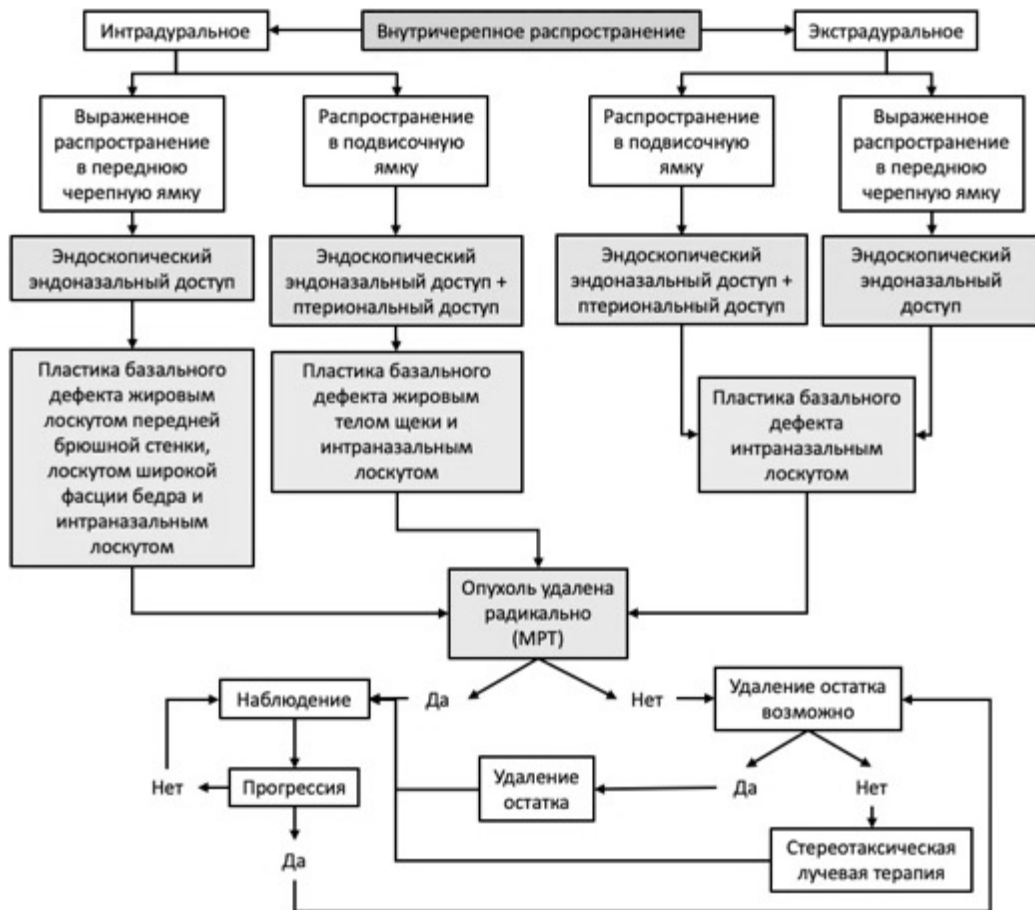 Интрадуральное
Внутричерепное распространение
Экстрадуральное
Выраженное
распространение
в переднюю
черепную ямку
Распространение
в подвисочную
ямку
Распространение
в подвисочную
ямку
Выраженное
распространение
в переднюю
черепную ямку
Эндоскопический
эндоназальный доступ
Эндоскопический
эндоназальный доступ +
птериональный доступ
Эндоскопический
эндоназальный доступ +
птериональный доступ
Эндоскопический
эндоназальный
доступ
Пластика базального
дефекта жировым
лоскутом передней
брюшной стенки,
лоскутом широкой
фасции бедра и
интраназальным
лоскутом
Пластика базального
дефекта жировым
телом щеки и
интраназальным
лоскутом
Пластика базального
дефекта
интраназальным
лоскутом
Опухоль удалена
радикально
(МРТ)
Наблюдение
Да
Нет
Удаление остатка
возможно
Нет
Прогрессия
Удаление
остатка
Да
Нет
Да
Стереотаксическая
лучевая терапия